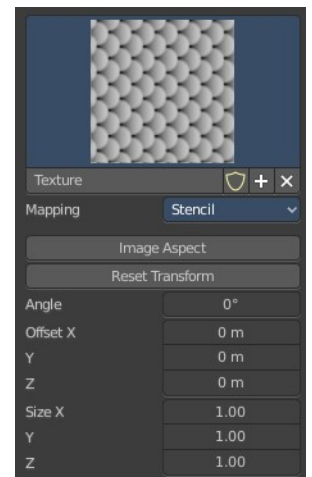 Texture
Mapping Stencil
Image Aspect
Reset Transform
Angle 0°
Offset X 0 m
Y 0 m
Z 0 m
Size X 1.00
Y 1.00
Z 1.00